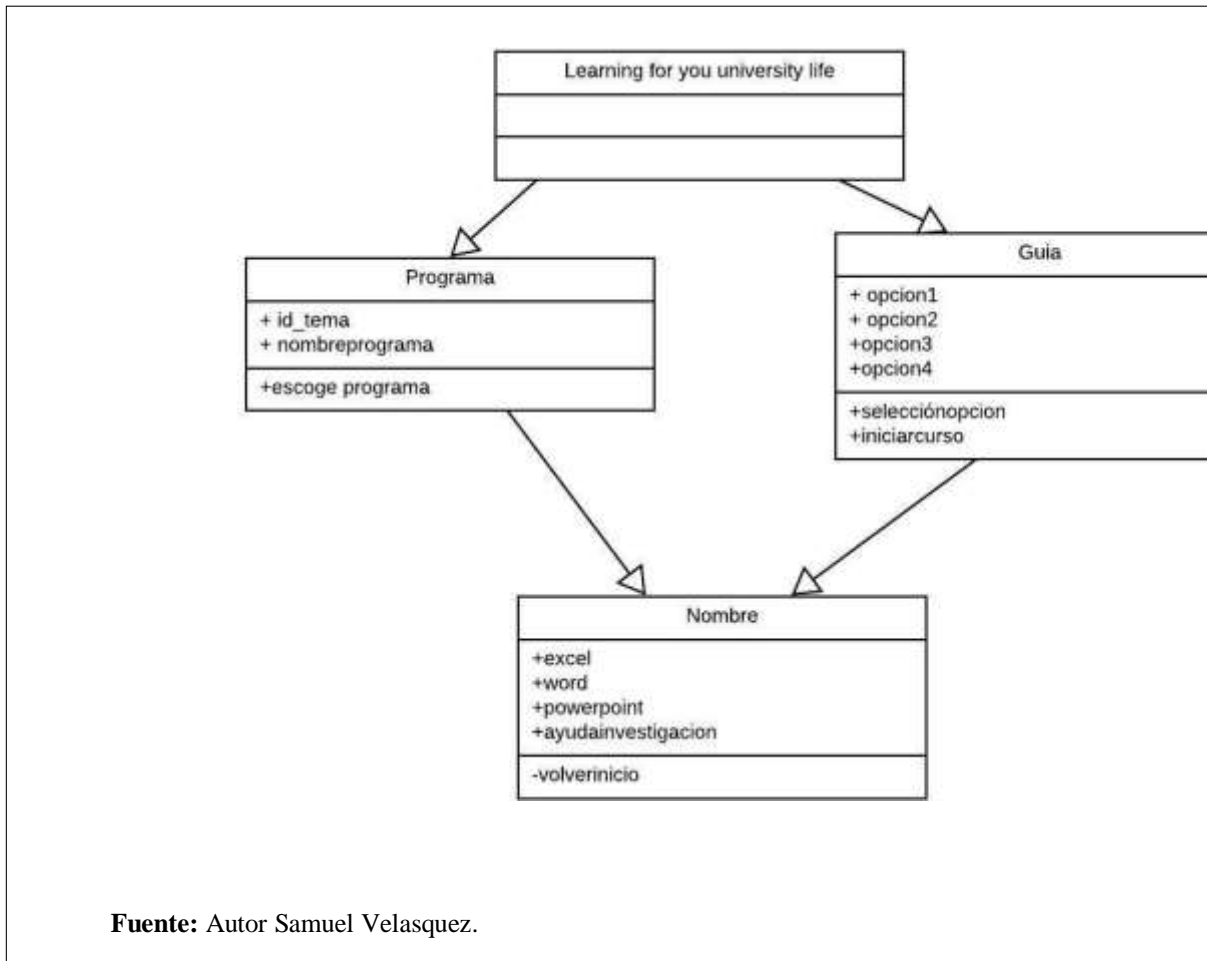 Learning for you university life
Programa
+ id_tema
+ nombreprograma
+escoge programa
Guia
+ opcion1
+ opcion2
+opcion3
+opcion4
+selecciónopcion
+iniciarcurso
Nombre
+excel
+word
+powerpoint
+ayudainvestigacion
-volverinicio
Fuente: Autor Samuel Velasquez.